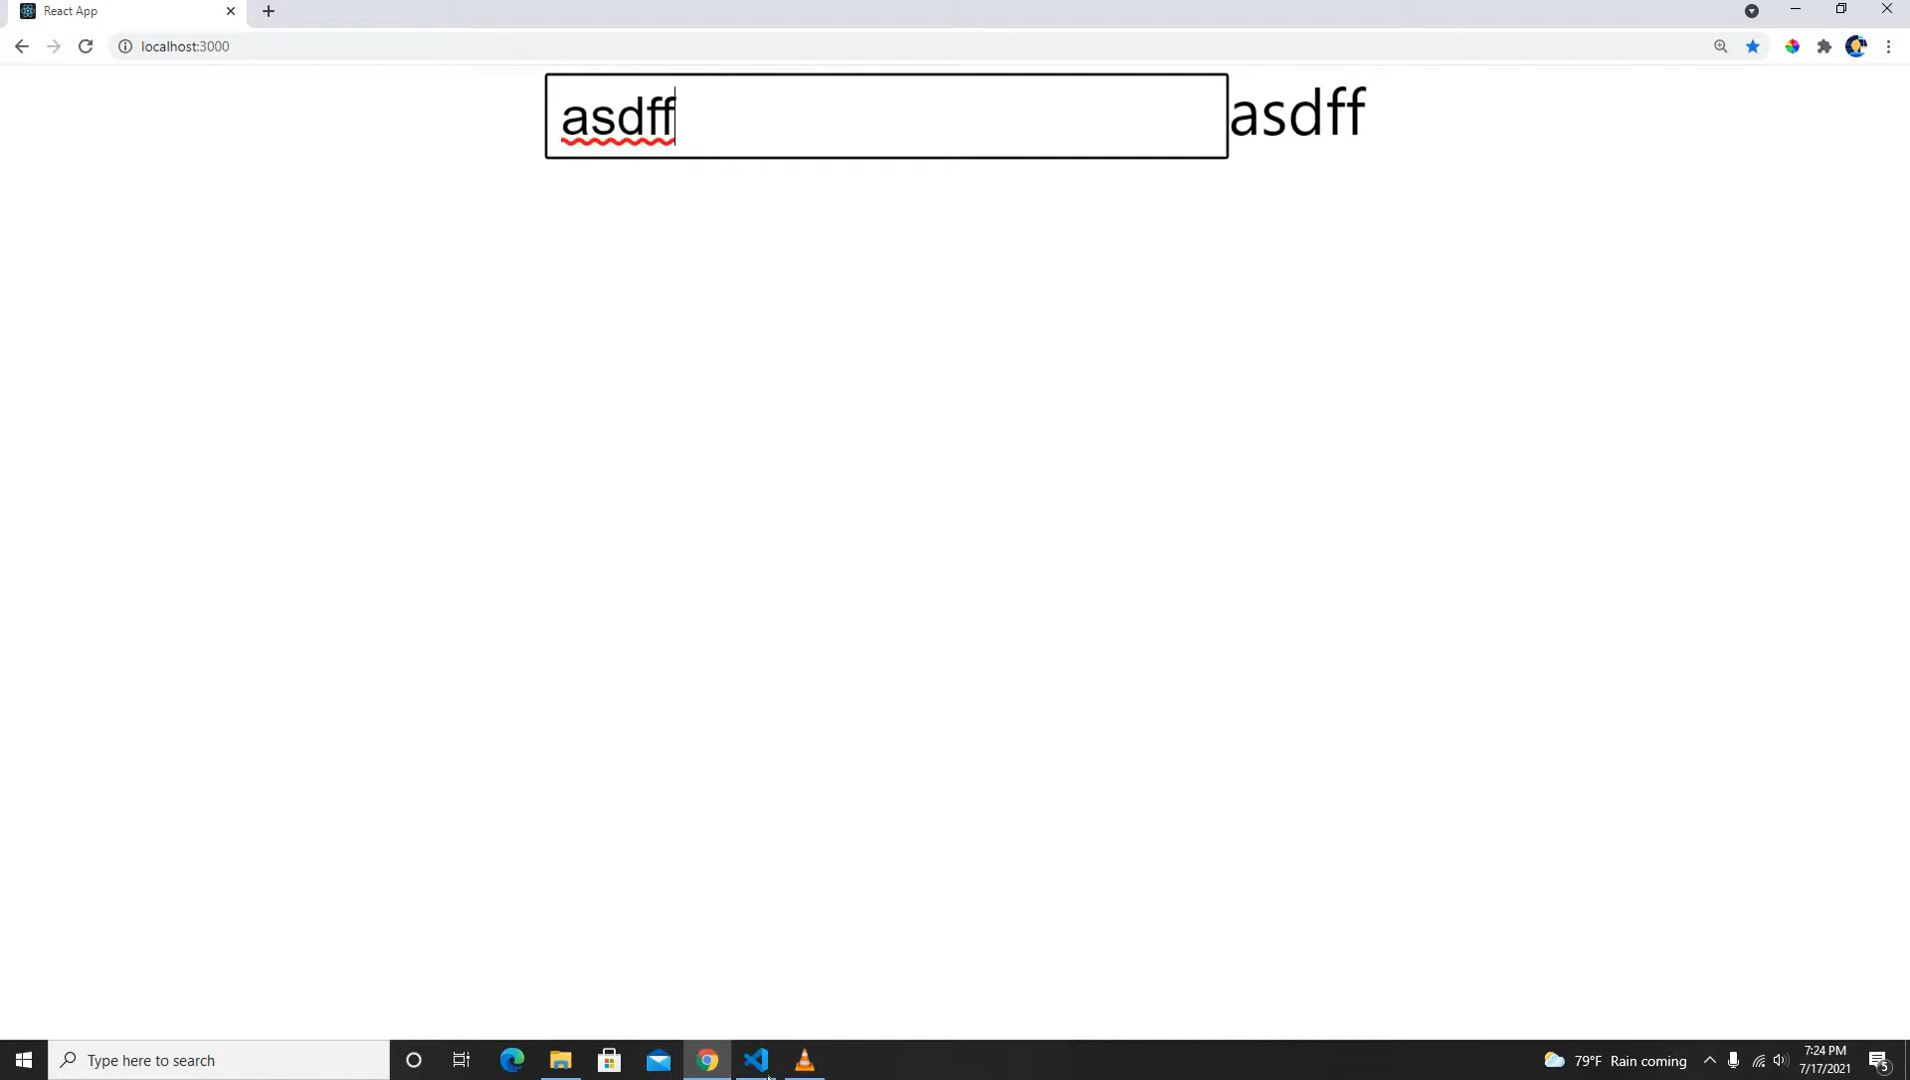 React App
localhost:3000
asdff asdff
Type here to search
79°F Rain coming
7:24 PM
7/17/2021
5